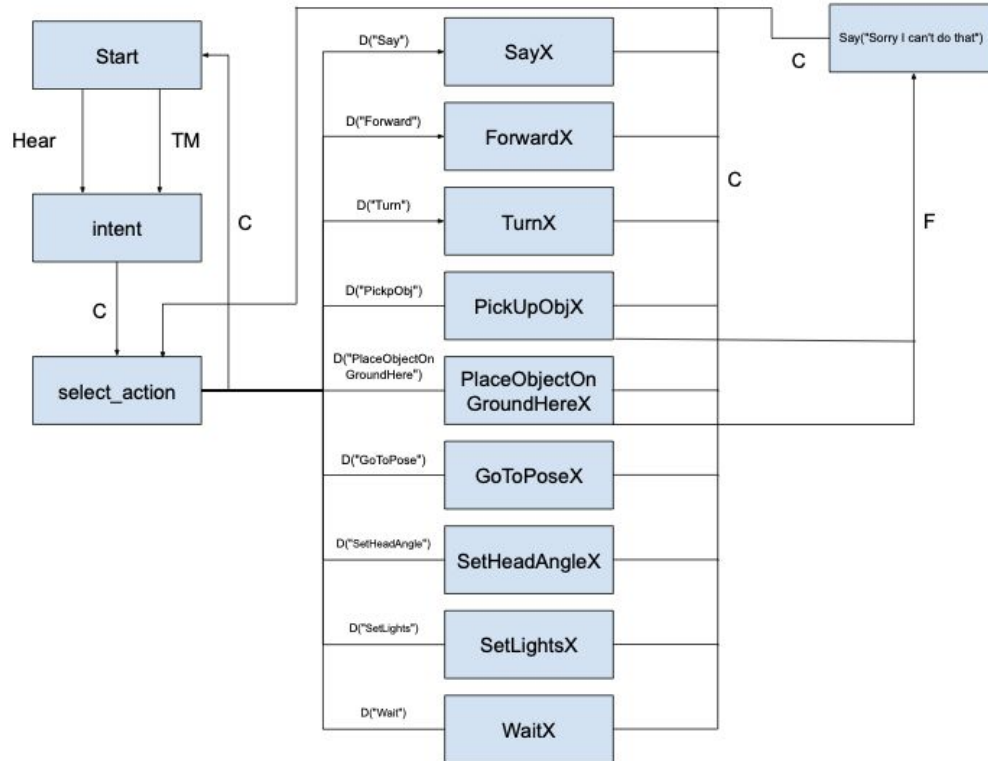 Start
Hear
TM
intent
C
C
select_action
D("Say")
SayX
D("Forward")
ForwardX
D("Turn")
TurnX
D("PickpObj")
PickUpObjX
D("PlaceObjectOn
GroundHere")
PlaceObjectOn
GroundHereX
D("GoToPose")
GoToPoseX
D("SetHeadAngle")
SetHeadAngleX
D("SetLights")
SetLightsX
D("Wait")
WaitX
C
Say("Sorry I can't do that")
C
F